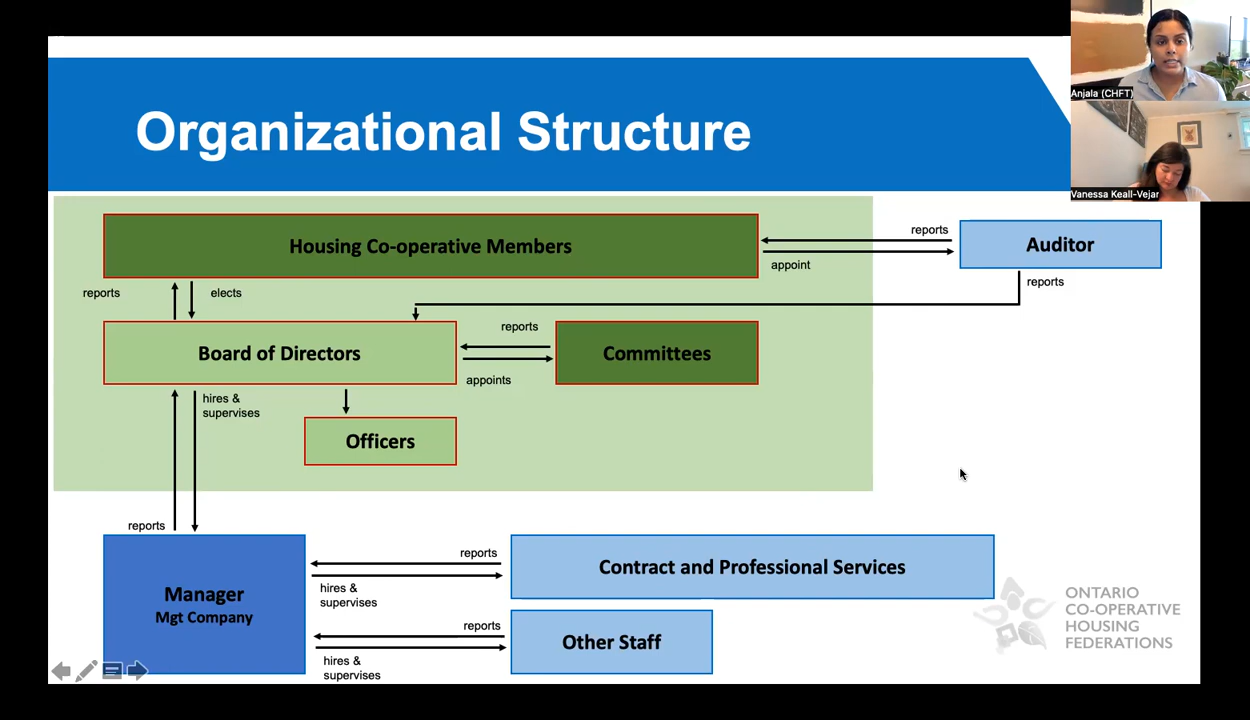 Organizational Structure
Anjala (CHFT)
Vanessa Keall-Vejar
Housing Co-operative Members
reports
appoint
Auditor
reports
reports
elects
Board of Directors
reports
appoints
Committees
hires &
supervises
Officers
reports
Manager
Mgt Company
reports
hires &
supervises
Contract and Professional Services
reports
hires &
supervises
Other Staff
ONTARIO
CO-OPERATIVE
HOUSING
FEDERATIONS